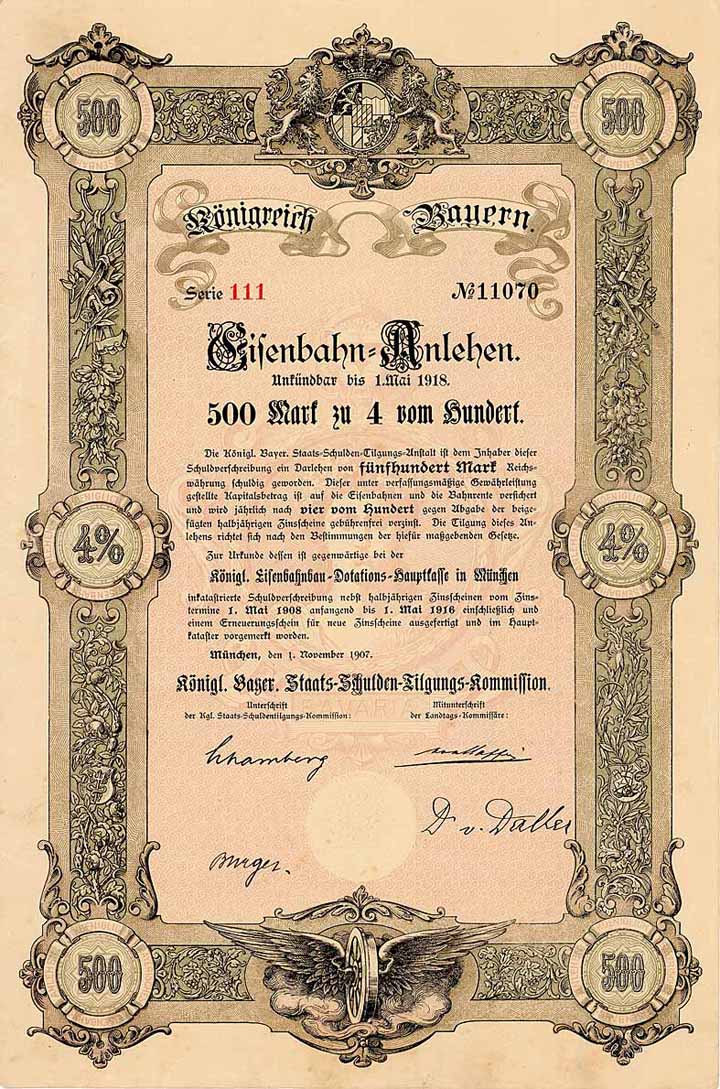 500
500
Königreich Bayern.
Serie 111 № 11070
Eisenbahn-Anlehen.
Unkündbar bis 1. Mai 1918.
500 Mark zu 4 vom Hundert.
Die Königl. Bayer. Staats-Schulden-Tilgungs-Anstalt ist dem Inhaber dieser
Schuldverschreibung ein Darlehen von fünfhundert Mark Reichs-
währung schuldig geworden. Dieser unter verfassungsmäßige Gewährleistung
gestellte Kapitalsbetrag ist auf die Eisenbahnen und die Bahnrente versichert
und wird jährlich nach vier vom Hundert gegen Abgabe der beige-
fügten halbjährigen Zinsscheine gebührenfrei verzinst. Die Tilgung dieses An-
lehens richtet sich nach den Bestimmungen der hiefür maßgebenden Gesetze.
4%
4%
Zur Urkunde dessen ist gegenwärtige bei der
Königl. Eisenbahnbau-Dotations-Hauptkasse in München
inkatastrierte Schuldverschreibung nebst halbjährigen Zinsscheinen vom Zins-
termine 1. Mai 1908 anfangend bis 1. Mai 1916 einschließlich und
einem Erneuerungsschein für neue Zinsscheine ausgefertigt und im Haupt-
kataster vorgemerkt worden.
München, den 1. November 1907.
Königl. Bayer. Staats-Schulden-Tilgungs-Kommission.
Unterschrift
der Kgl. Staats-Schuldentilgungs-Kommission:
Mitunterschrift
der Landtags-Kommissäre:
Dr v. Daller
Burger.
500
500